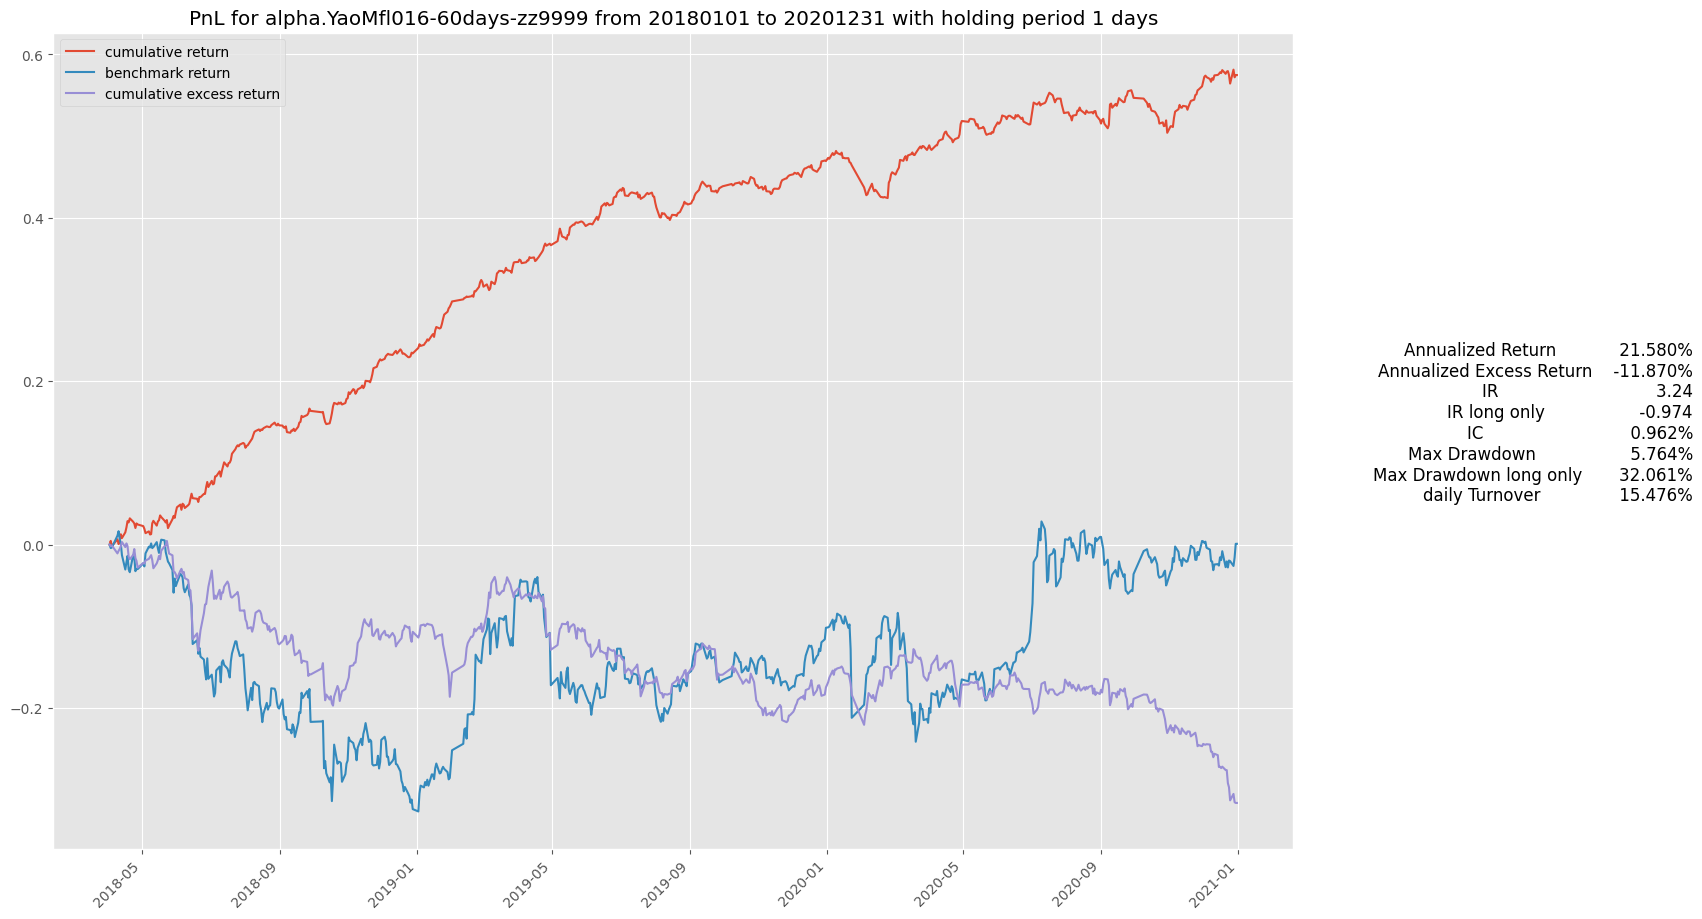 PnL for alpha.YaoMfl016-60days-zz9999 from 20180101 to 20201231 with holding period 1 days
cumulative return
benchmark return
cumulative excess return
0.6
0.4
0.2
0.0
−0.2
2018-05
2018-09
2019-01
2019-05
2019-09
2020-01
2020-05
2020-09
2021-01
Annualized Return 21.580%
Annualized Excess Return -11.870%
IR 3.24
IR long only -0.974
IC 0.962%
Max Drawdown 5.764%
Max Drawdown long only 32.061%
daily Turnover 15.476%